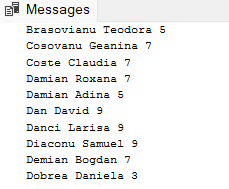 Messages
Brasovianu Teodora 5
Cosovanu Geanina 7
Coste Claudia 7
Damian Roxana 7
Damian Adina 5
Dan David 9
Danci Larisa 9
Diaconu Samuel 9
Demian Bogdan 7
Dobrea Daniela 3